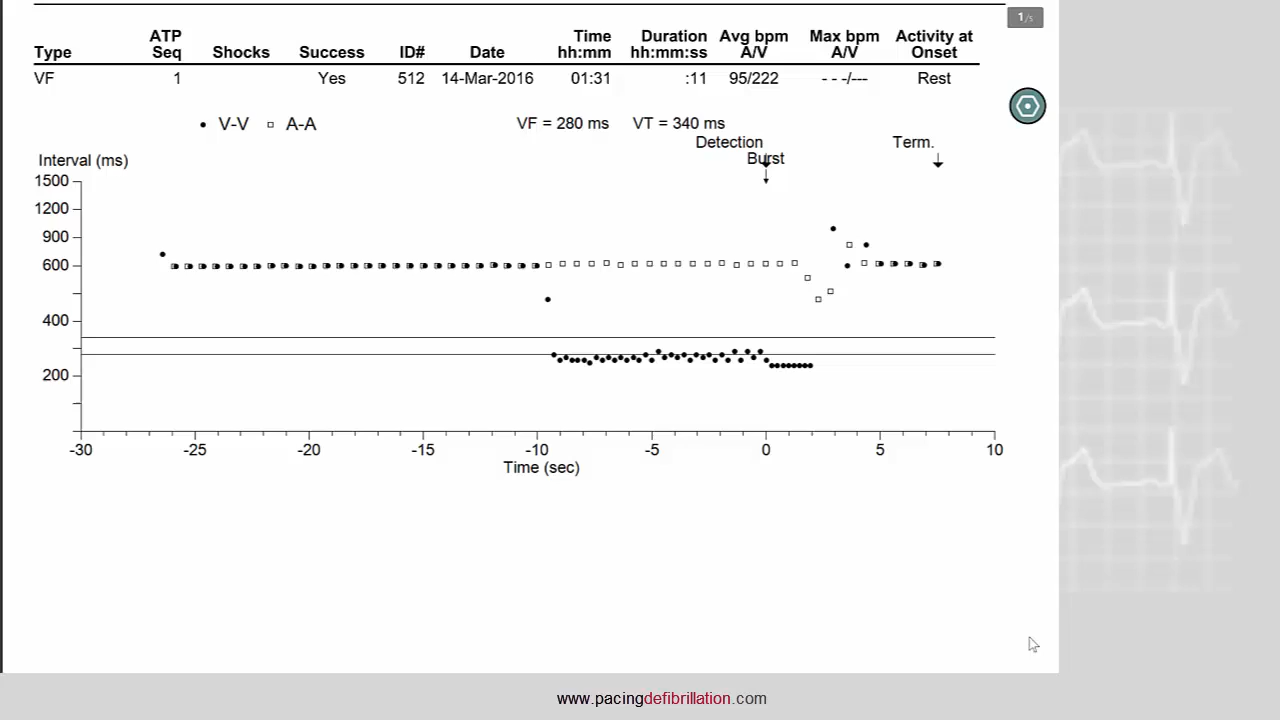 1/5
ATP Time Duration Avg bpm Max bpm Activity at
Type Seq Shocks Success ID# Date hh:mm hh:mm:ss A/V A/V Onset
VF 1 Yes 512 14-Mar-2016 01:31 :11 95/222 - - -/--- Rest
V-V A-A VF = 280 ms VT = 340 ms
Detection Term.
Burst
Interval (ms)
1500
1200
900
600
400
200
-30 -25 -20 -15 -10 -5 0 5 10
Time (sec)
www.pacingdefibrillation.com